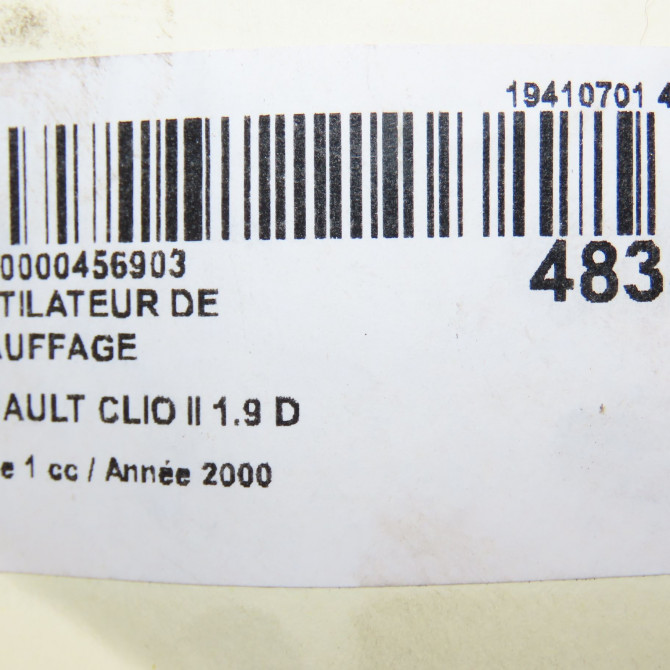 19410701 4
0000456903
483
TILATEUR DE
AUFFAGE
AULT CLIO II 1.9 D
e 1 cc / Année 2000